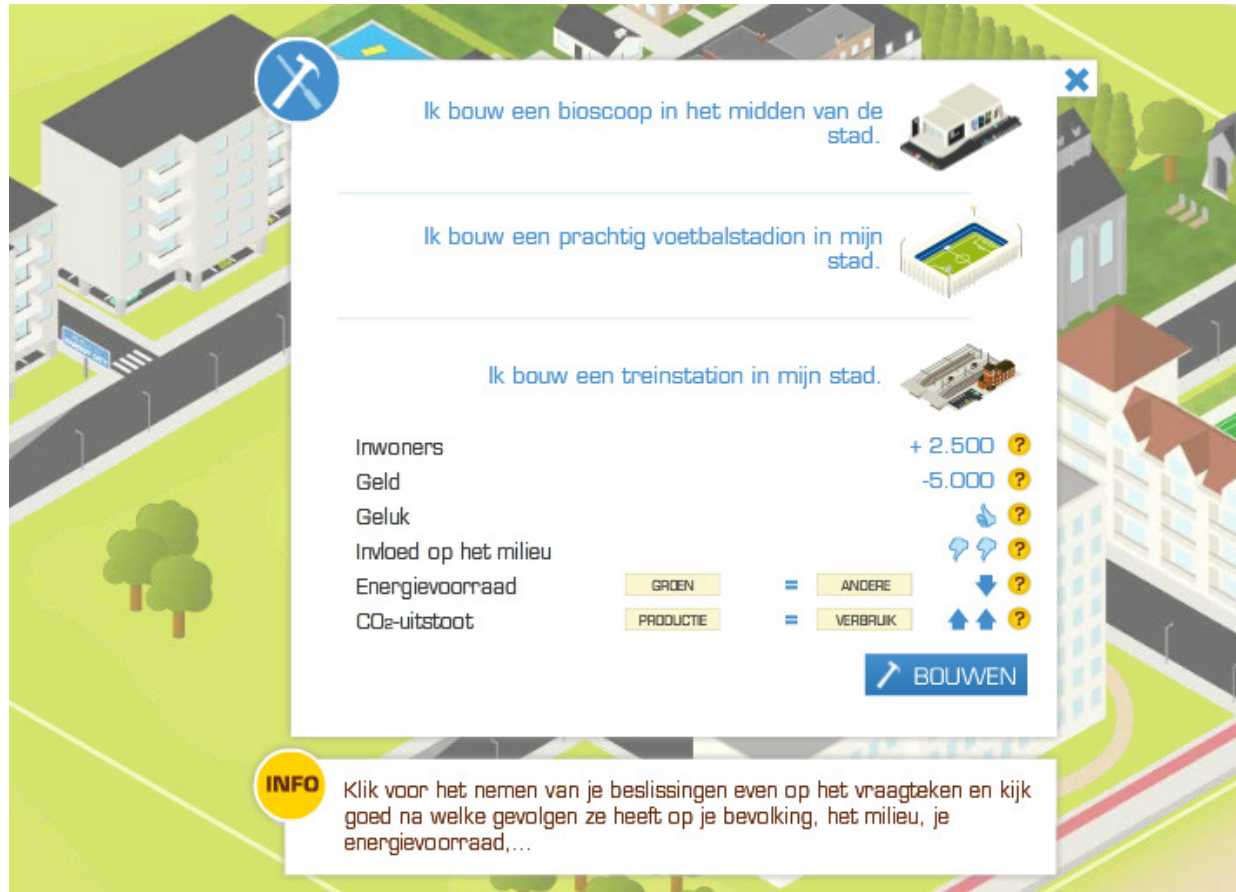 Ik bouw een bioscoop in het midden van de
stad.
Ik bouw een prachtig voetbalstadion in mijn
stad.
Ik bouw een treinstation in mijn stad.
Inwoners + 2.500 ?
Geld -5.000 ?
Geluk ?
Invloed op het milieu ?
Energievoorraad GROEN = ANDERE ?
CO₂-uitstoot PRODUCTIE = VERBRUIK ?
BOUWEN
INFO
Klik voor het nemen van je beslissingen even op het vraagteken en kijk
goed na welke gevolgen ze heeft op je bevolking, het milieu, je
energievoorraad,...